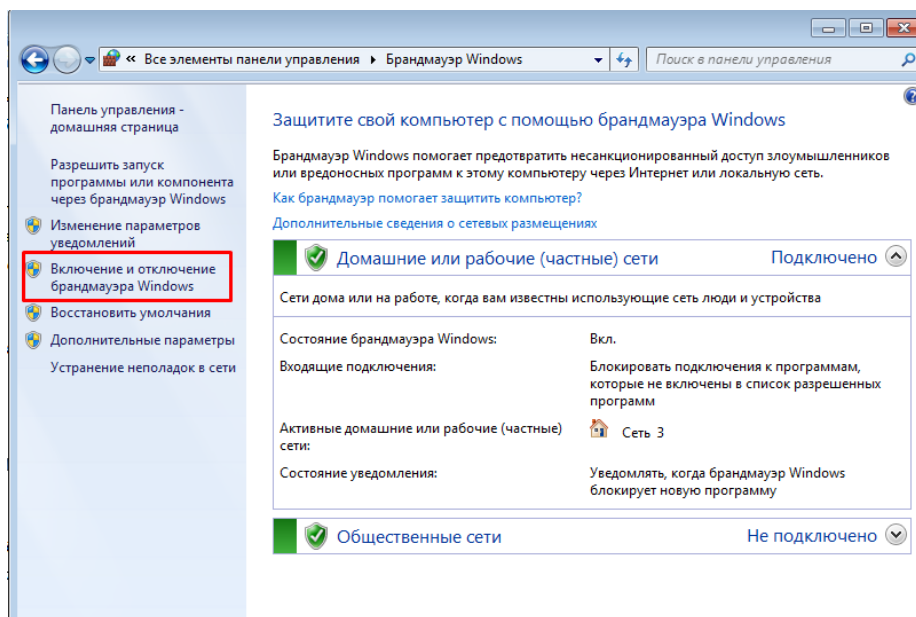 « Все элементы панели управления ▸ Брандмауэр Windows
Поиск в панели управления
Панель управления -
домашняя страница
Разрешить запуск
программы или компонента
через брандмауэр Windows
Изменение параметров
уведомлений
Включение и отключение
брандмауэра Windows
Восстановить умолчания
Дополнительные параметры
Устранение неполадок в сети
Защитите свой компьютер с помощью брандмауэра Windows
Брандмауэр Windows помогает предотвратить несанкционированный доступ злоумышленников
или вредоносных программ к этому компьютеру через Интернет или локальную сеть.
Как брандмауэр помогает защитить компьютер?
Дополнительные сведения о сетевых размещениях
Домашние или рабочие (частные) сети Подключено
Сети дома или на работе, когда вам известны использующие сеть люди и устройства
Состояние брандмауэра Windows: Вкл.
Входящие подключения: Блокировать подключения к программам,
которые не включены в список разрешенных
программ
Активные домашние или рабочие (частные) Сеть 3
сети:
Состояние уведомления: Уведомлять, когда брандмауэр Windows
блокирует новую программу
Общественные сети Не подключено